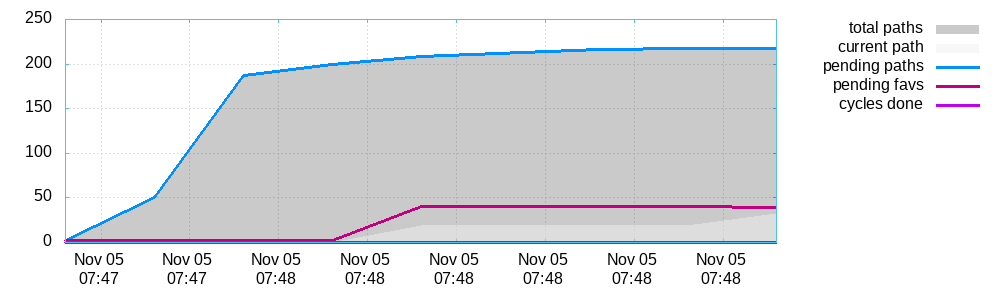 250
200
150
100
50
0
Nov 05 Nov 05 Nov 05 Nov 05 Nov 05 Nov 05 Nov 05 Nov 05
07:47 07:47 07:48 07:48 07:48 07:48 07:48 07:48
total paths
current path
pending paths
pending favs
cycles done